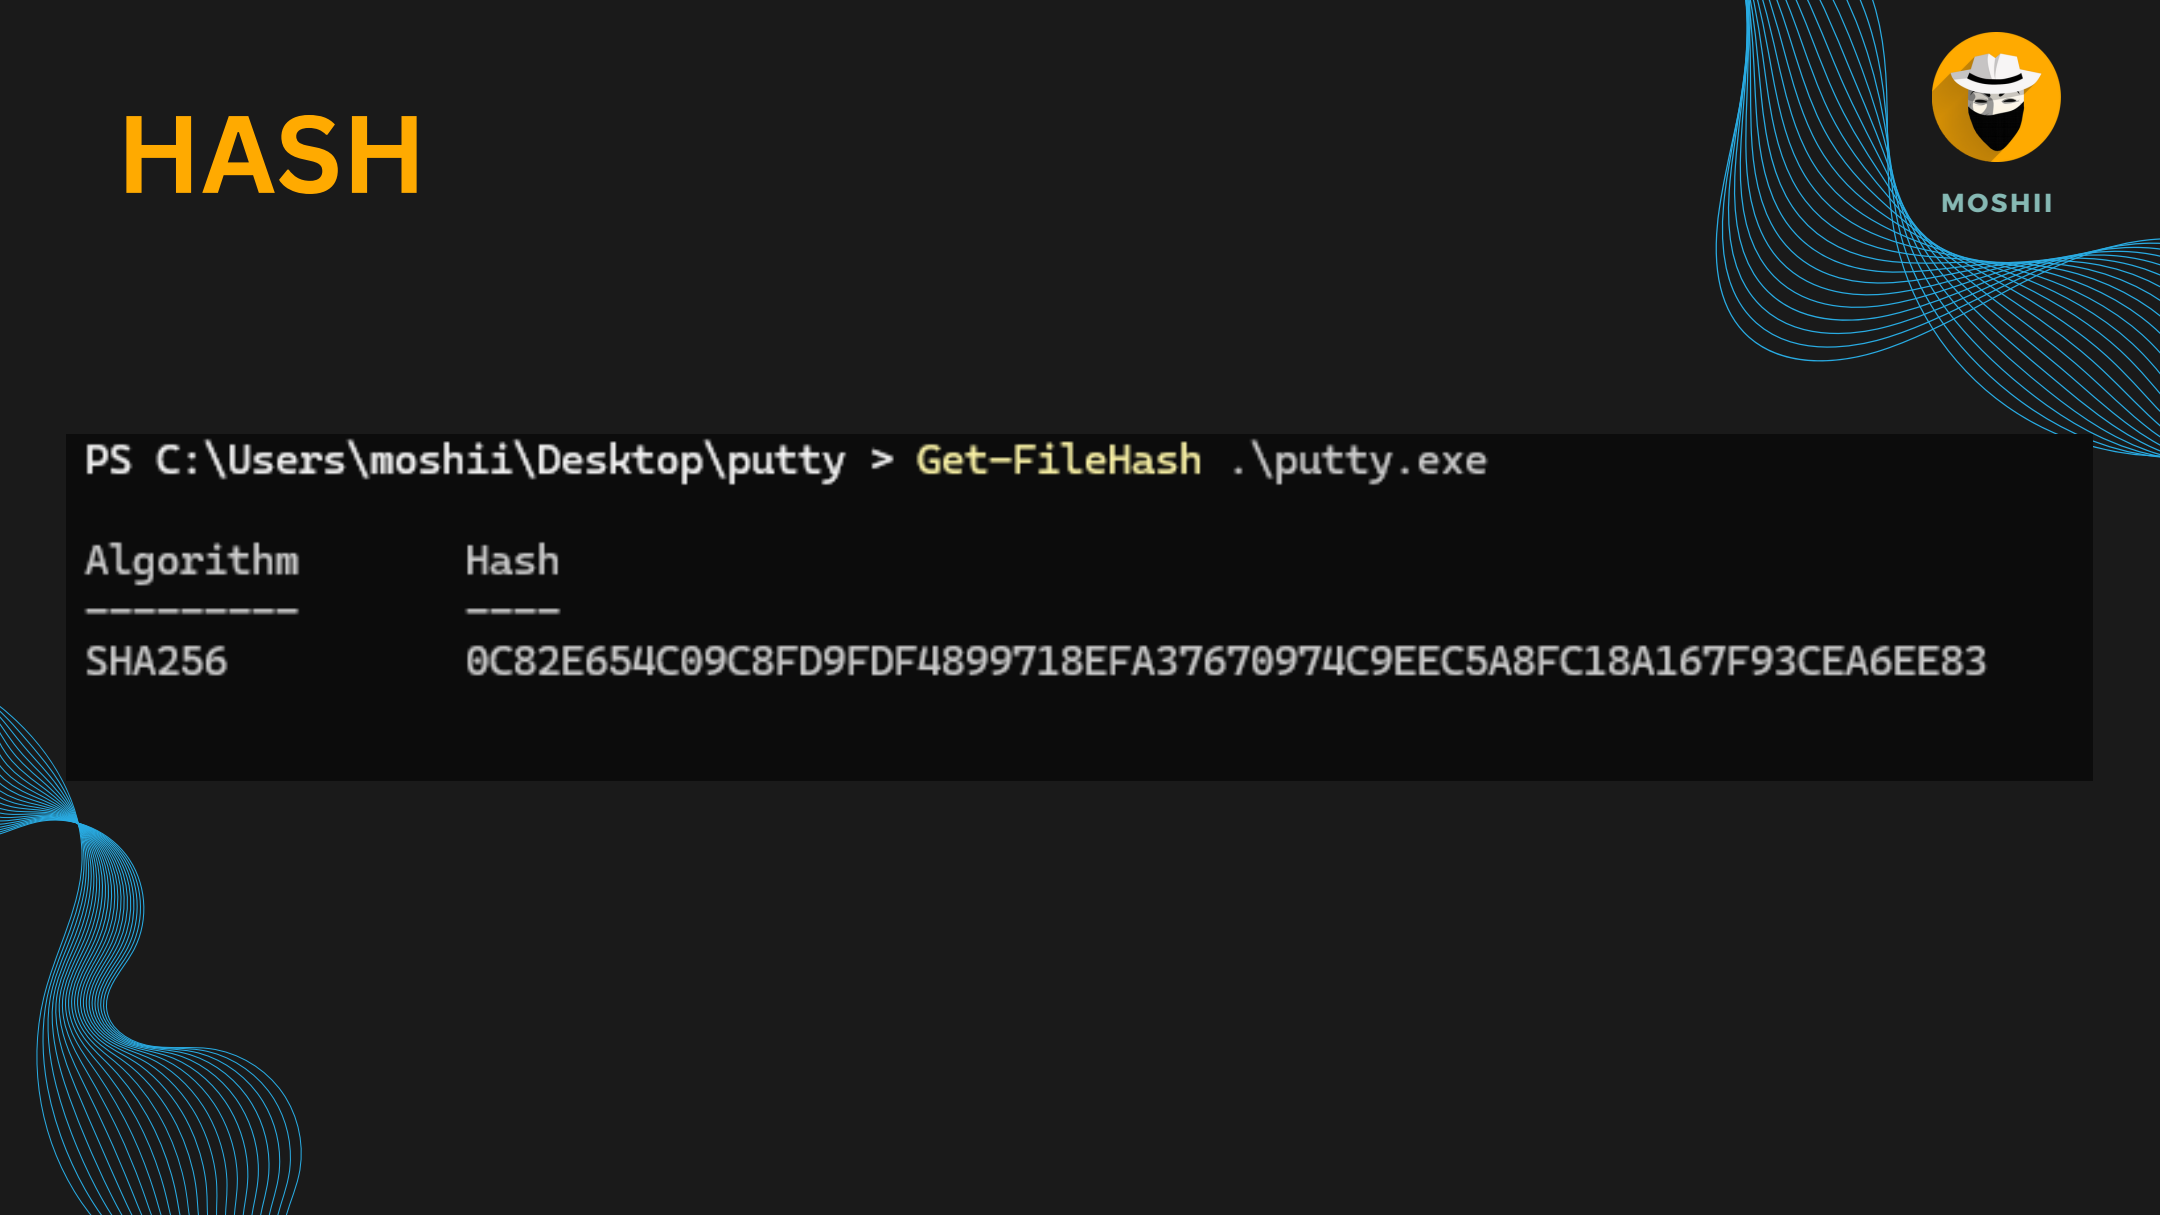 HASH
MOSHII
PS C:\Users\moshii\Desktop\putty > Get-FileHash .\putty.exe
Algorithm       Hash
---------       ----
SHA256          0C82E654C09C8FD9FDF4899718EFA37670974C9EEC5A8FC18A167F93CEA6EE83